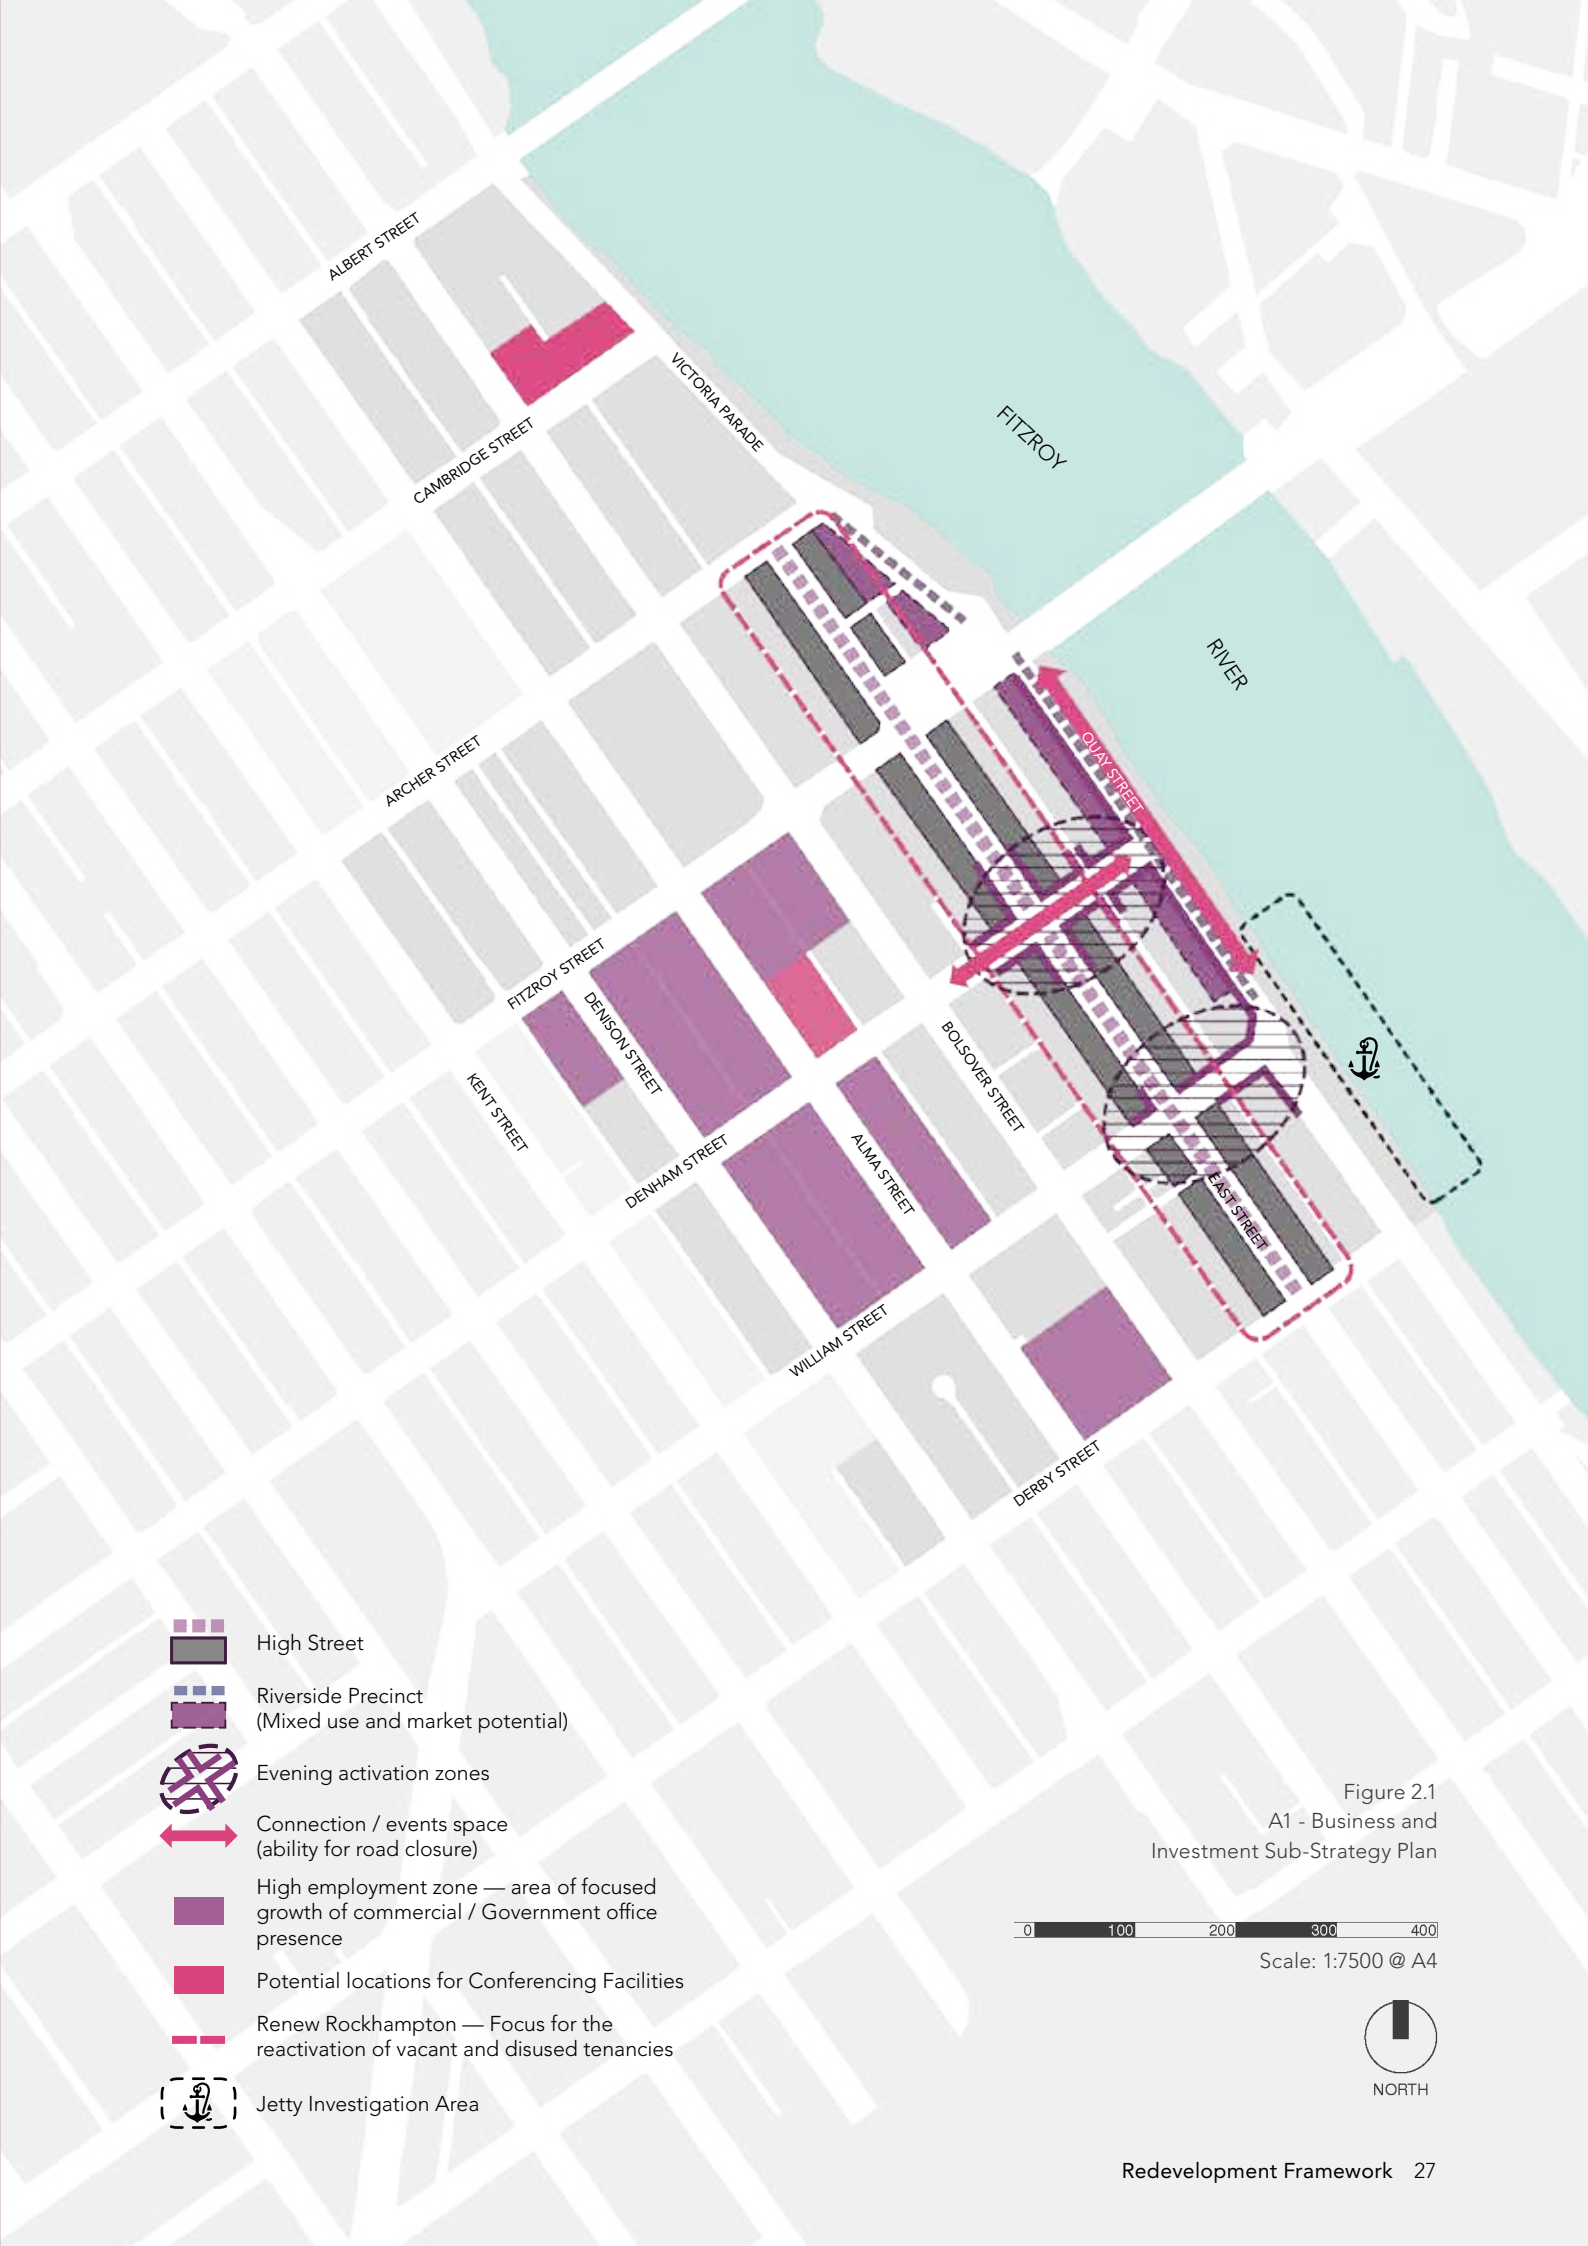 ALBERT STREET
VICTORIA PARADE
CAMBRIDGE STREET
FITZROY
RIVER
QUAY STREET
ARCHER STREET
FITZROY STREET
DENISON STREET
KENT STREET
BOLSOVER STREET
DENHAM STREET
ALMA STREET
EAST STREET
WILLIAM STREET
DERBY STREET
High Street
Riverside Precinct
(Mixed use and market potential)
Evening activation zones
Connection / events space
(ability for road closure)
High employment zone — area of focused
growth of commercial / Government office
presence
Potential locations for Conferencing Facilities
Renew Rockhampton — Focus for the
reactivation of vacant and disused tenancies
Jetty Investigation Area
Figure 2.1
A1 - Business and
Investment Sub-Strategy Plan
0 100 200 300 400
Scale: 1:7500 @ A4
NORTH
Redevelopment Framework 27